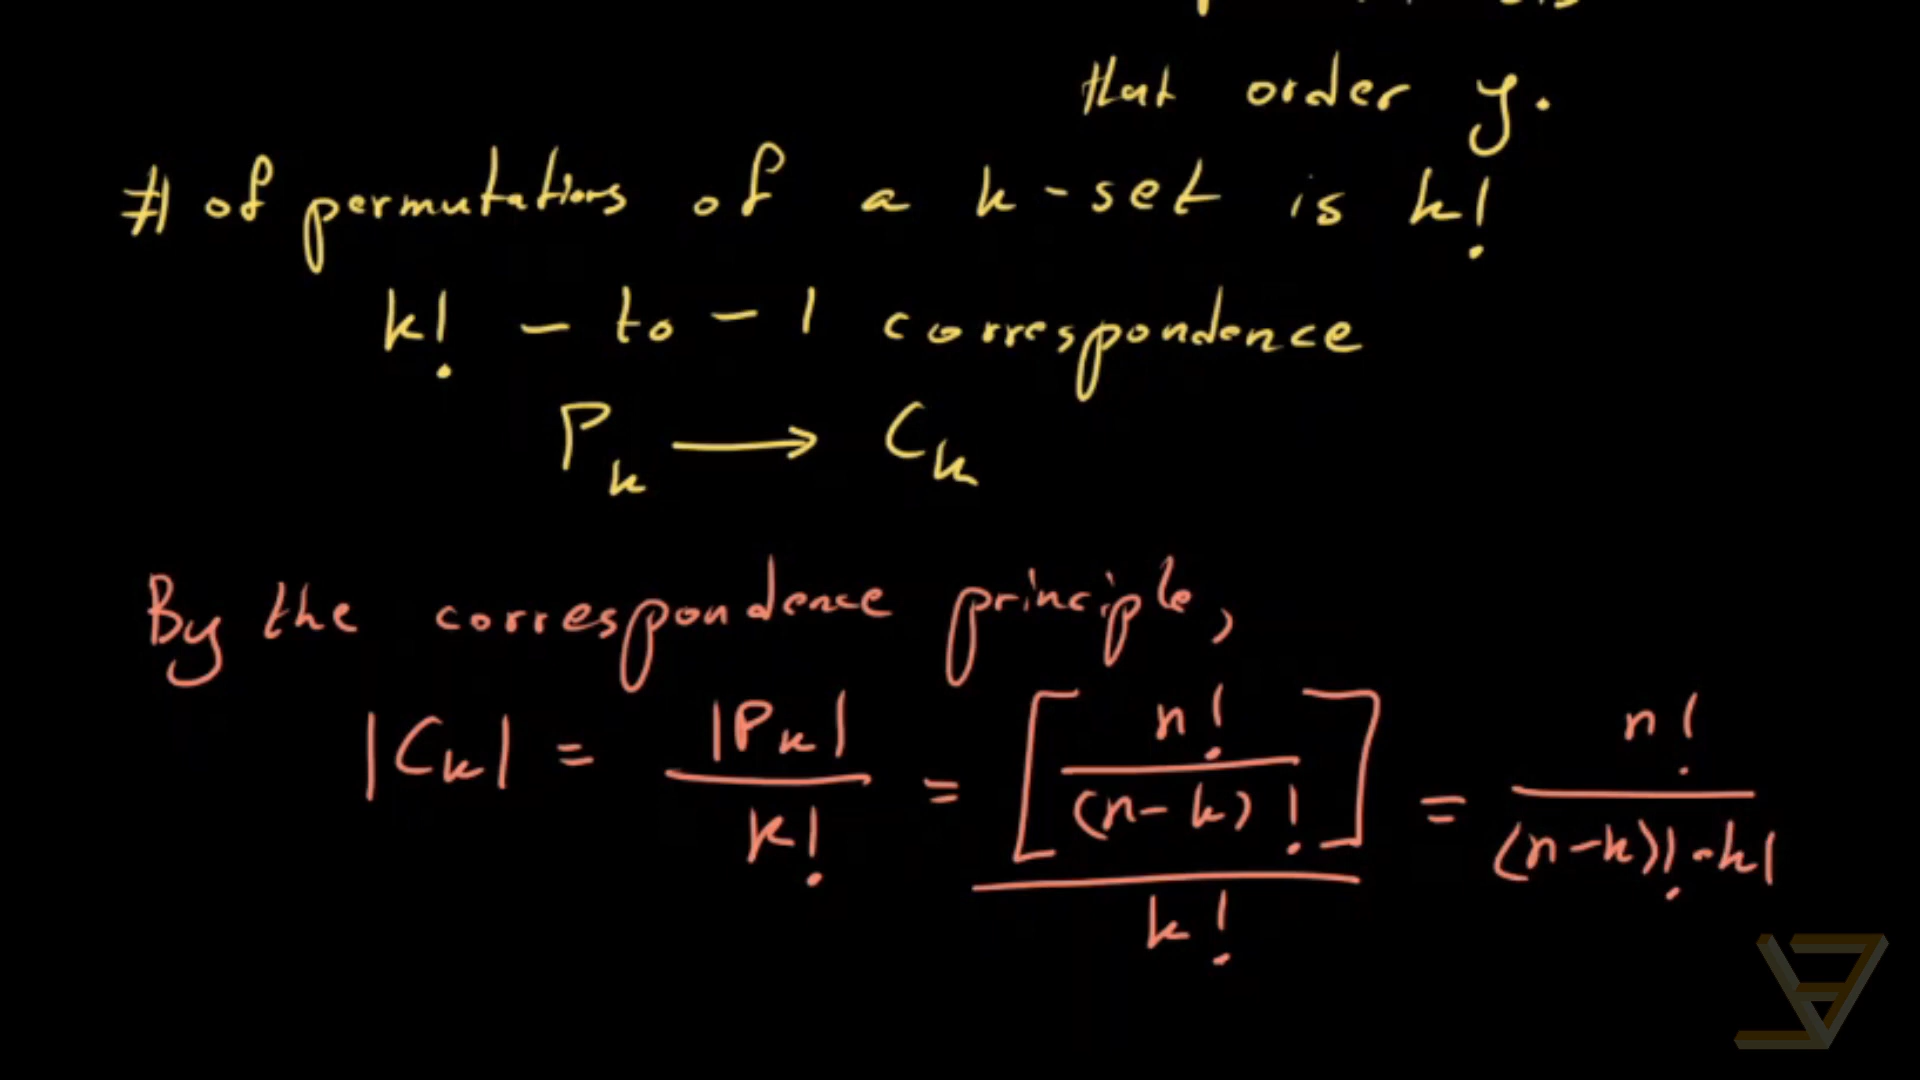 that order y.
# of permutations of a k-set is k!
k! - to - 1 correspondence
P_k → C_k
By the correspondence principle,
|C_k| = |P_k| / k! = [n! / (n-k)!] / k! = n! / (n-k)! · k!